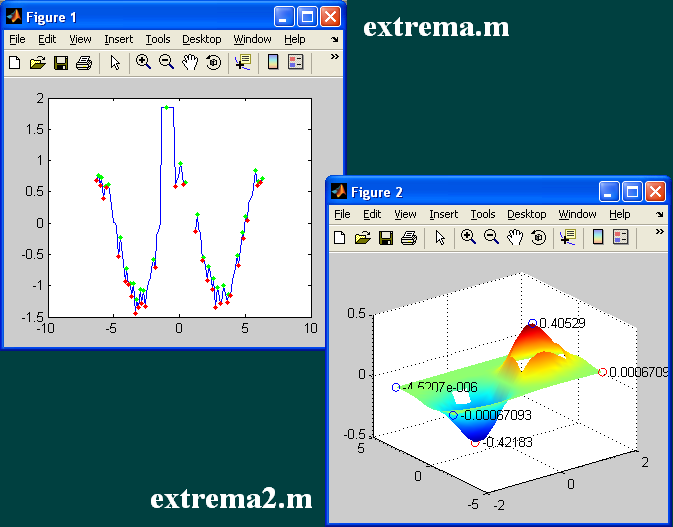 Figure 1
extrema.m
File Edit View Insert Tools Desktop Window Help
2
1.5
1
0.5
0
-0.5
-1
-1.5
-10 -5 0 5 10
Figure 2
File Edit View Insert Tools Desktop Window Help
0.5
0
-0.5
0.40529
0.0006709
-4.5207e-006
-0.00067093
-0.42183
5
0
-5
-2
0
2
extrema2.m